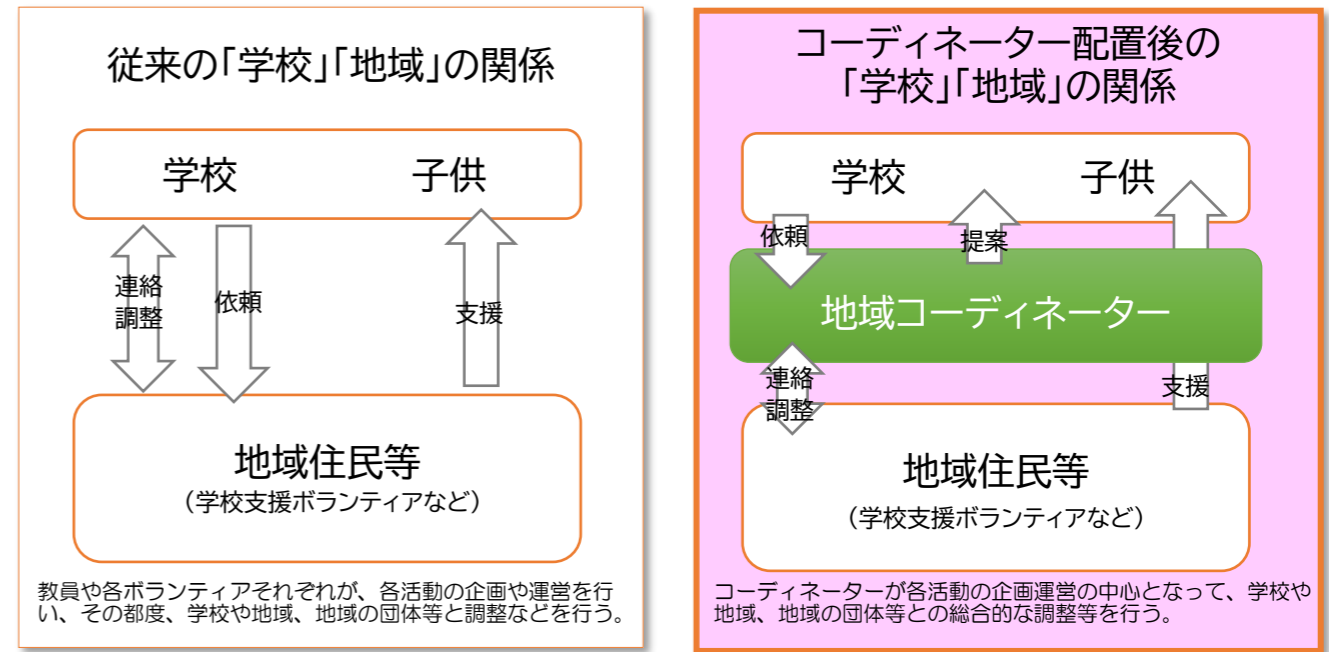 従来の「学校」「地域」の関係
学校 子供
連絡
調整
依頼
支援
地域住民等
（学校支援ボランティアなど）
教員や各ボランティアそれぞれが、各活動の企画や運営を行
い、その都度、学校や地域、地域の団体等と調整などを行う。
コーディネーター配置後の
「学校」「地域」の関係
学校 子供
依頼
提案
地域コーディネーター
連絡
調整
支援
地域住民等
（学校支援ボランティアなど）
コーディネーターが各活動の企画運営の中心となって、学校や
地域、地域の団体等との総合的な調整等を行う。